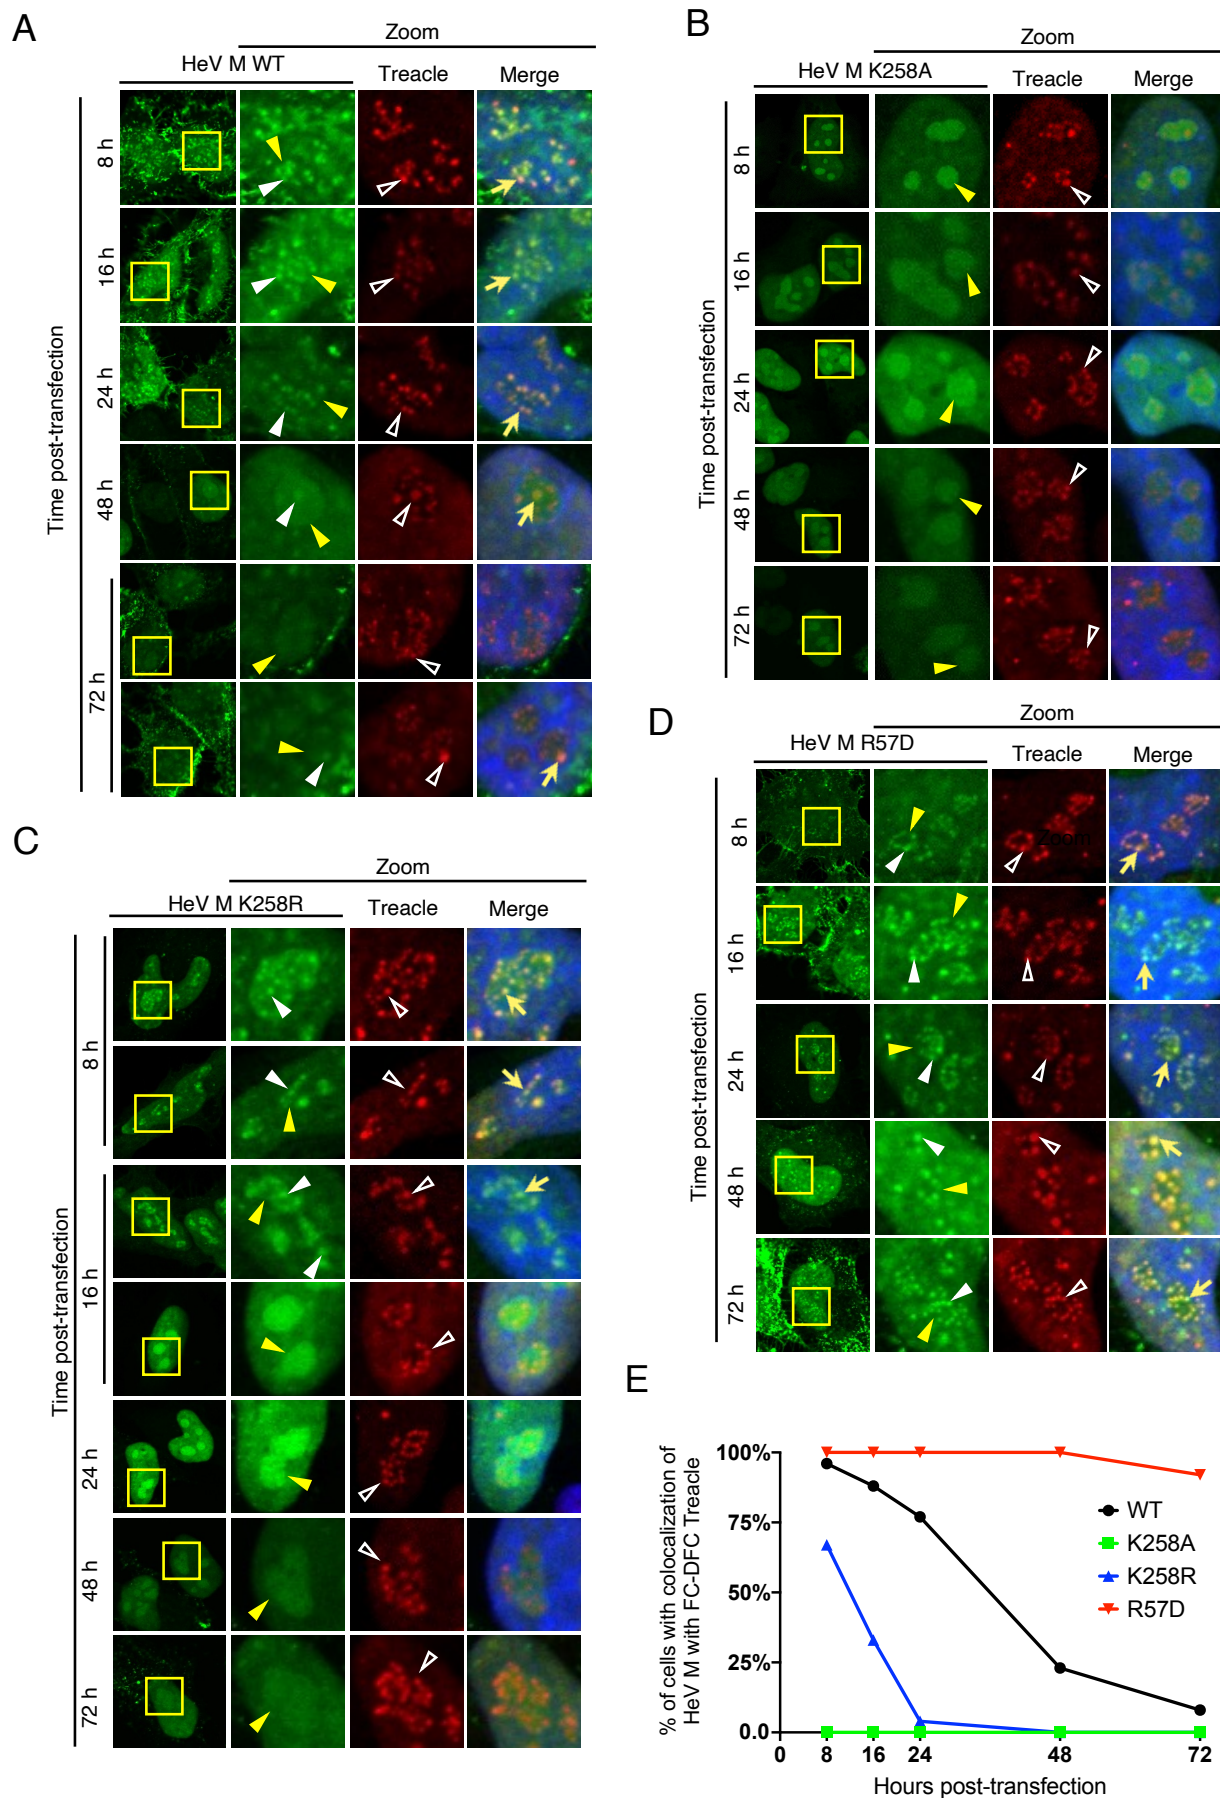 A
Zoom
HeV M WT
Treacle
Merge
Time post-transfection
8 h
16 h
24 h
48 h
72 h
B
Zoom
HeV M K258A
Treacle
Merge
Time post-transfection
8 h
16 h
24 h
48 h
72 h
C
Zoom
HeV M K258R
Treacle
Merge
Time post-transfection
8 h
16 h
24 h
48 h
72 h
D
Zoom
HeV M R57D
Treacle
Merge
Zoom
Time post-transfection
8 h
16 h
24 h
48 h
72 h
E
% of cells with colocalization of
HeV M with FC-DFC Treacle
100%
75%
50%
25%
0.0
WT
K258A
K258R
R57D
0 8 16 24 48 72
Hours post-transfection